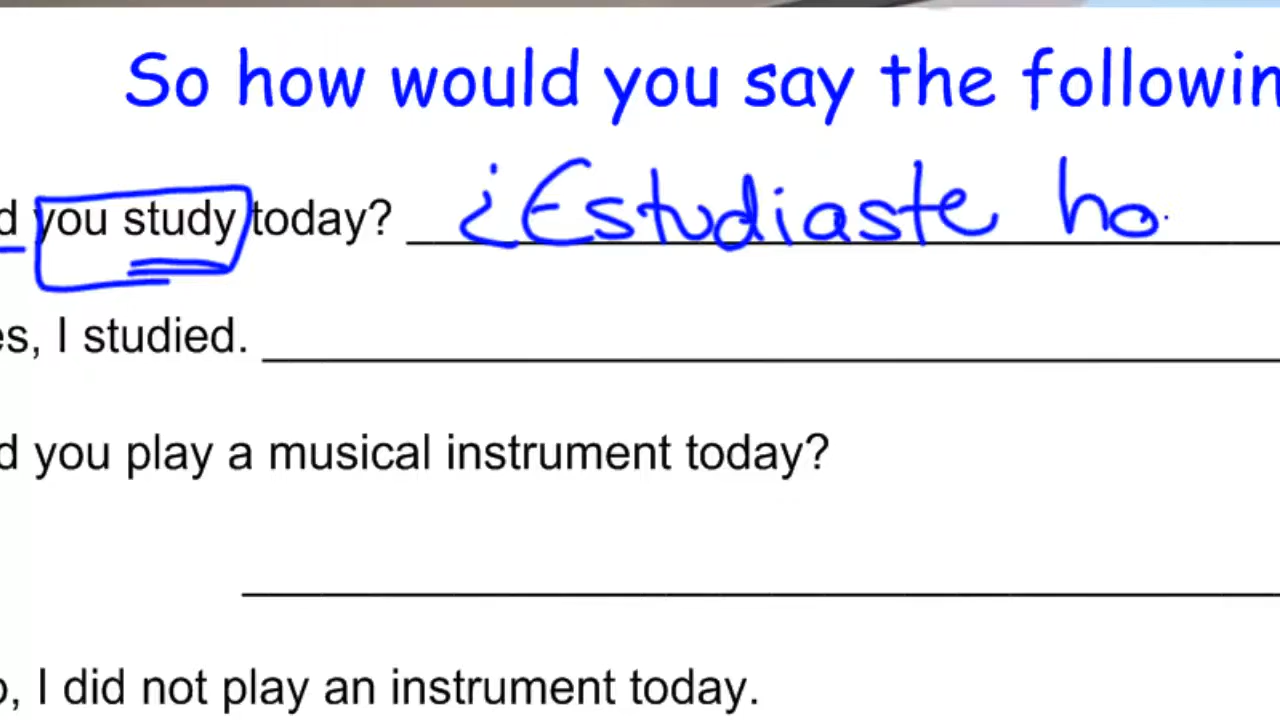 So how would you say the followin
d you study today? ¿Estudiaste ho
es, I studied.
d you play a musical instrument today?
o, I did not play an instrument today.